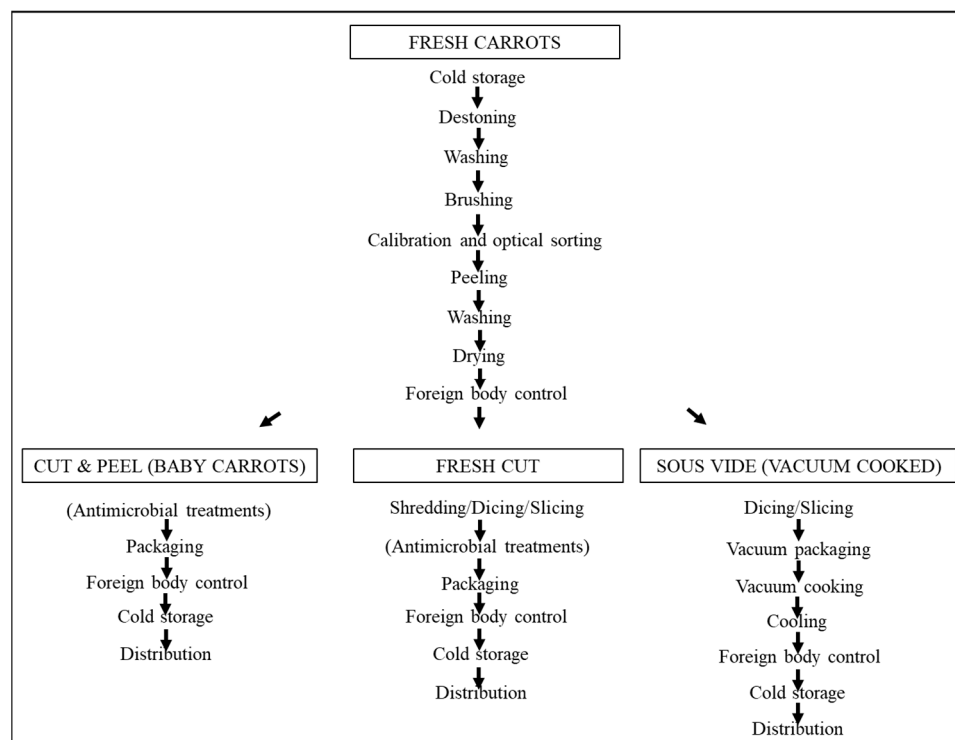 FRESH CARROTS
Cold storage
Destoning
Washing
Brushing
Calibration and optical sorting
Peeling
Washing
Drying
Foreign body control
CUT & PEEL (BABY CARROTS)
(Antimicrobial treatments)
Packaging
Foreign body control
Cold storage
Distribution
FRESH CUT
Shredding/Dicing/Slicing
(Antimicrobial treatments)
Packaging
Foreign body control
Cold storage
Distribution
SOUS VIDE (VACUUM COOKED)
Dicing/Slicing
Vacuum packaging
Vacuum cooking
Cooling
Foreign body control
Cold storage
Distribution